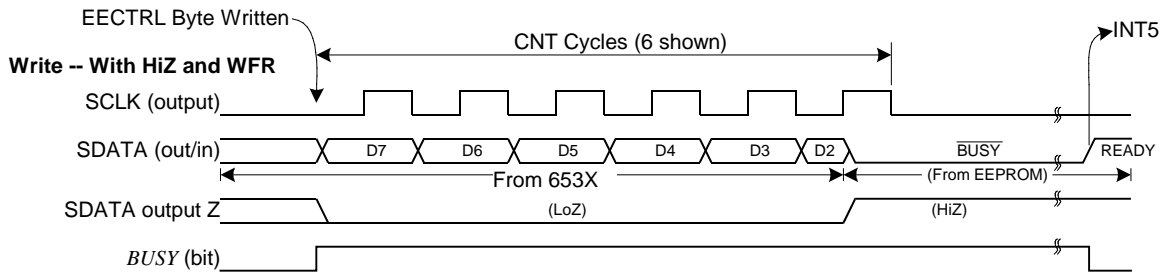 EECTRL Byte Written
INT5
CNT Cycles (6 shown)
Write -- With HiZ and WFR
SCLK (output)
SDATA (out/in) D7 D6 D5 D4 D3 D2 BUSY READY
From 653X (From EEPROM)
SDATA output Z (LoZ) (HiZ)
BUSY (bit)